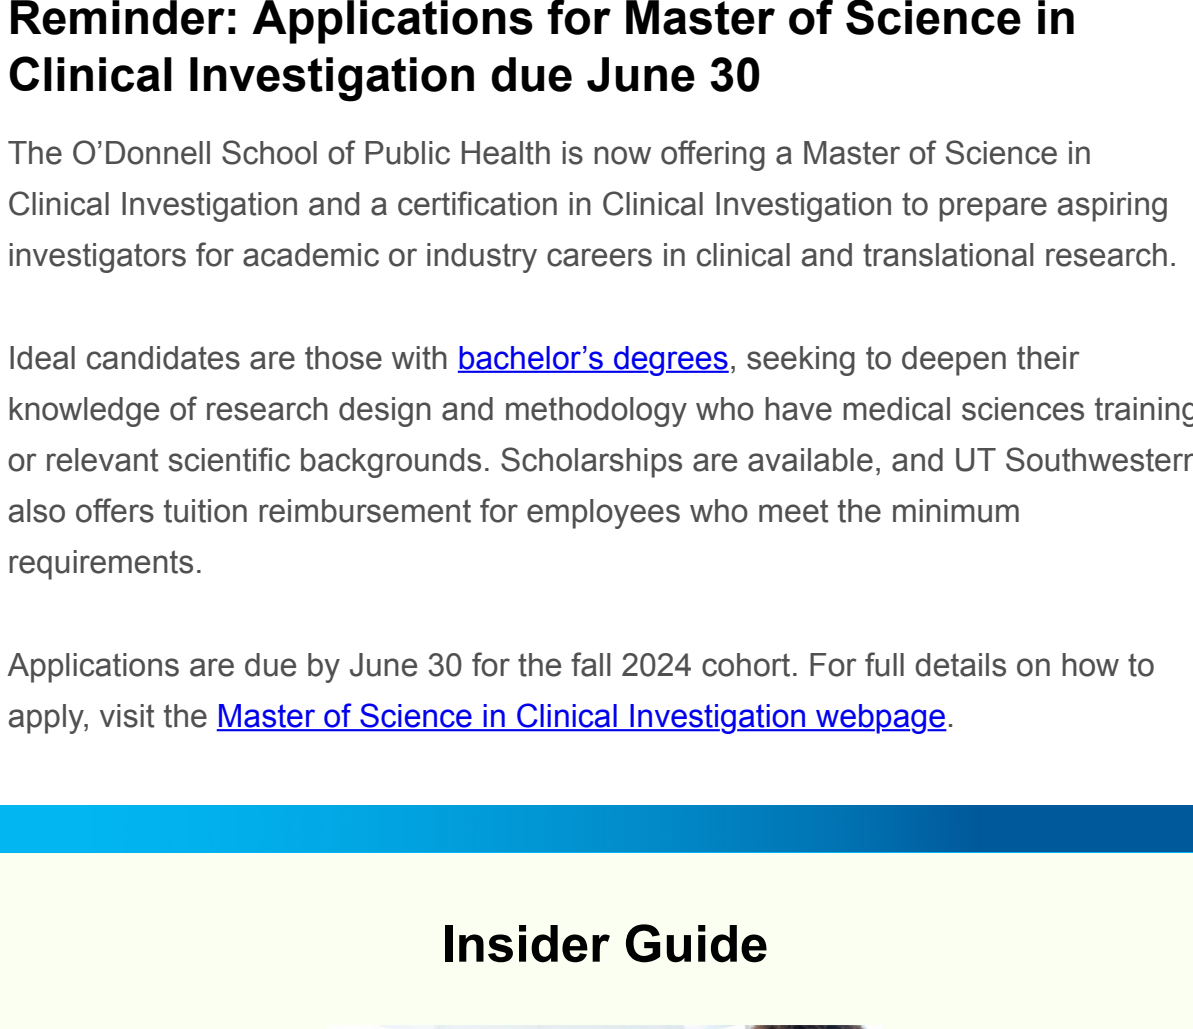 Reminder: Applications for Master of Science in
Clinical Investigation due June 30
The O’Donnell School of Public Health is now offering a Master of Science in
Clinical Investigation and a certification in Clinical Investigation to prepare aspiring
investigators for academic or industry careers in clinical and translational research.
Ideal candidates are those with bachelor’s degrees, seeking to deepen their
knowledge of research design and methodology who have medical sciences training
or relevant scientific backgrounds. Scholarships are available, and UT Southwestern
also offers tuition reimbursement for employees who meet the minimum
requirements.
Applications are due by June 30 for the fall 2024 cohort. For full details on how to
apply, visit the Master of Science in Clinical Investigation webpage.
Insider Guide